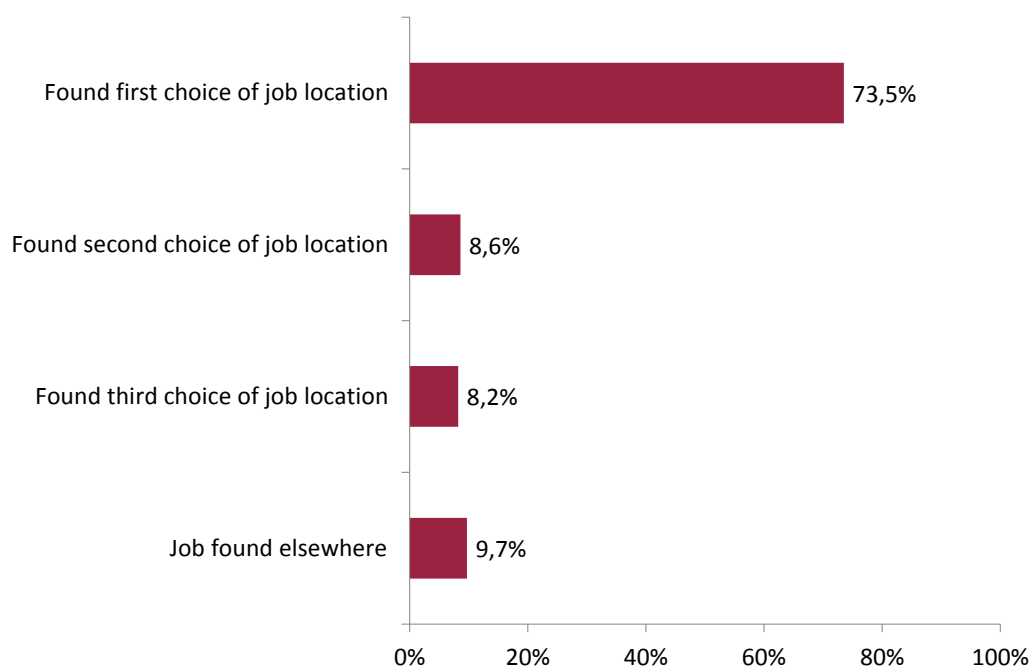 Found first choice of job location
73,5%
Found second choice of job location
8,6%
Found third choice of job location
8,2%
Job found elsewhere
9,7%
0%
20%
40%
60%
80%
100%